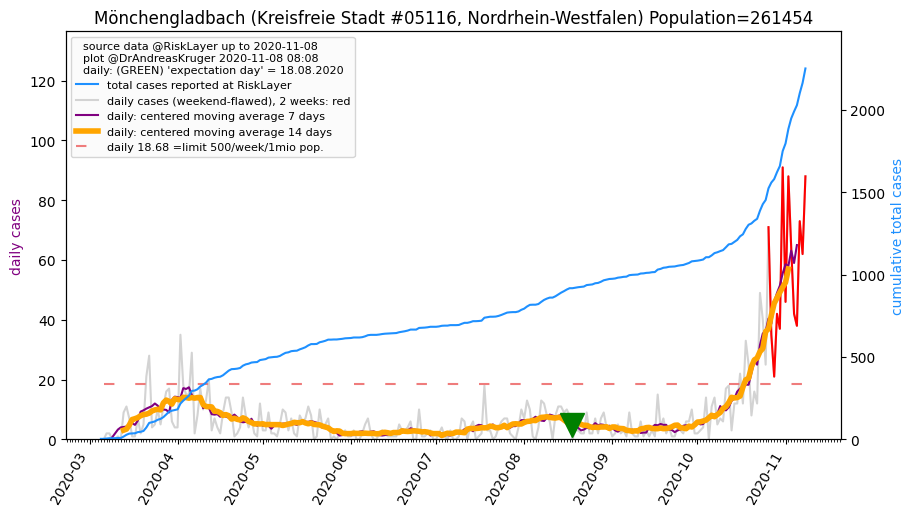 Mönchengladbach (Kreisfreie Stadt #05116, Nordrhein-Westfalen) Population=261454
source data @RiskLayer up to 2020-11-08
plot @DrAndreasKruger 2020-11-08 08:08
daily: (GREEN) 'expectation day' = 18.08.2020
total cases reported at RiskLayer
daily cases (weekend-flawed), 2 weeks: red
daily: centered moving average 7 days
daily: centered moving average 14 days
daily 18.68 =limit 500/week/1mio pop.
daily cases
120
100
80
60
40
20
0
cumulative total cases
2000
1500
1000
500
0
2020-03
2020-04
2020-05
2020-06
2020-07
2020-08
2020-09
2020-10
2020-11